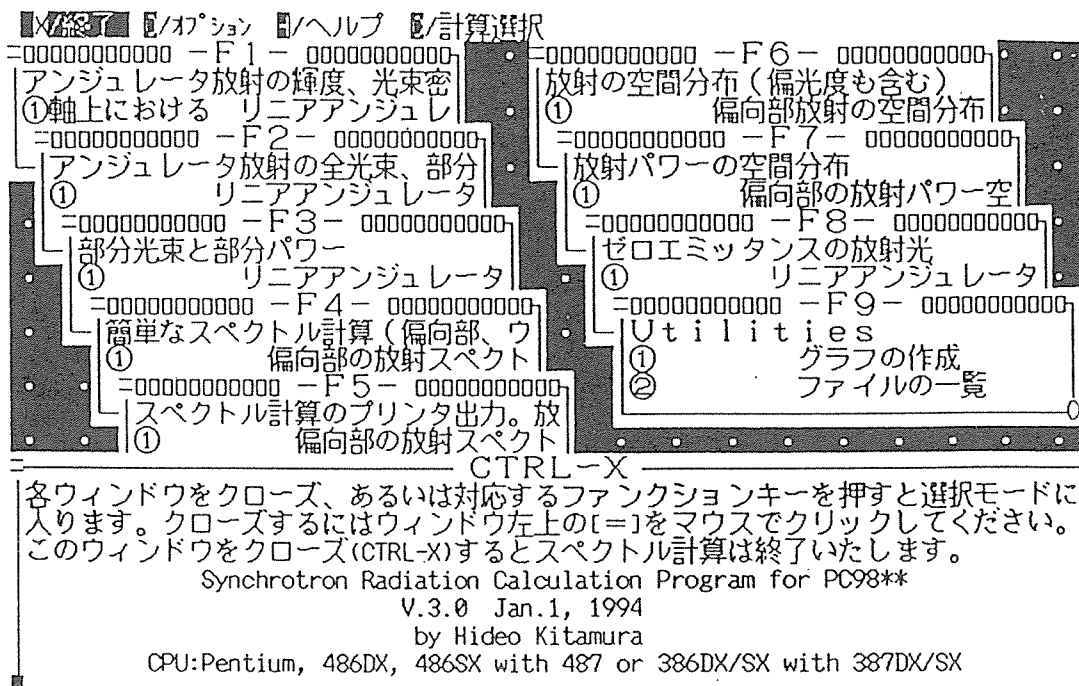 X/終了 O/ｵﾌﾟｼｮﾝ H/ヘルプ S/計算選択
－F1－
アンジュレータ放射の輝度、光束密
①軸上における リニアアンジュレ
－F2－
アンジュレータ放射の全光束、部分
① リニアアンジュレータ
－F3－
部分光束と部分パワー
① リニアアンジュレータ
－F4－
簡単なスペクトル計算（偏向部、ウ
① 偏向部の放射スペクト
－F5－
スペクトル計算のプリンタ出力。放
① 偏向部の放射スペクト
－F6－
放射の空間分布（偏光度も含む）
① 偏向部放射の空間分布
－F7－
放射パワーの空間分布
① 偏向部の放射パワー空
－F8－
ゼロエミッタンスの放射光
① リニアアンジュレータ
－F9－
Utilities
① グラフの作成
② ファイルの一覧
CTRL－X
各ウィンドウをクローズ、あるいは対応するファンクションキーを押すと選択モードに
入ります。クローズするにはウィンドウ左上の[＝]をマウスでクリックしてください。
このウィンドウをクローズ(CTRL-X)するとスペクトル計算は終了いたします。
Synchrotron Radiation Calculation Program for PC98**
V.3.0 Jan.1, 1994
by Hideo Kitamura
CPU:Pentium, 486DX, 486SX with 487 or 386DX/SX with 387DX/SX